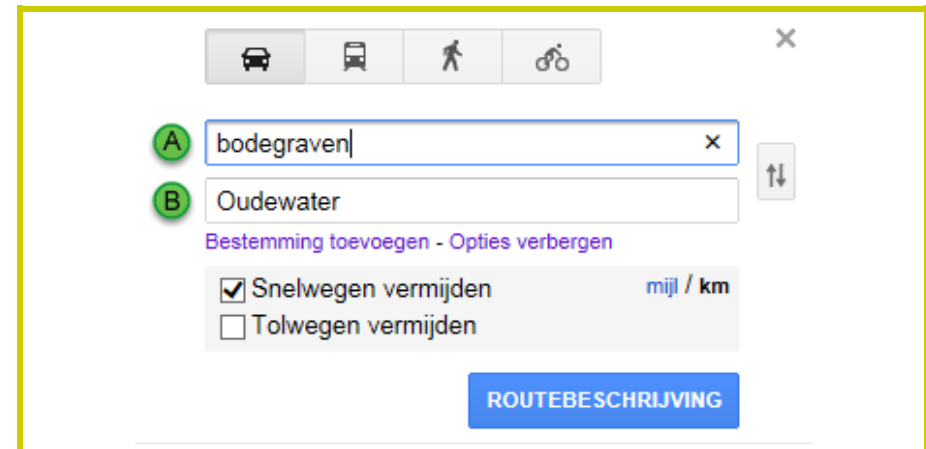 A bodegraven
B Oudewater
Bestemming toevoegen - Opties verbergen
Snelwegen vermijden mijl / km
Tolwegen vermijden
ROUTEBESCHRIJVING